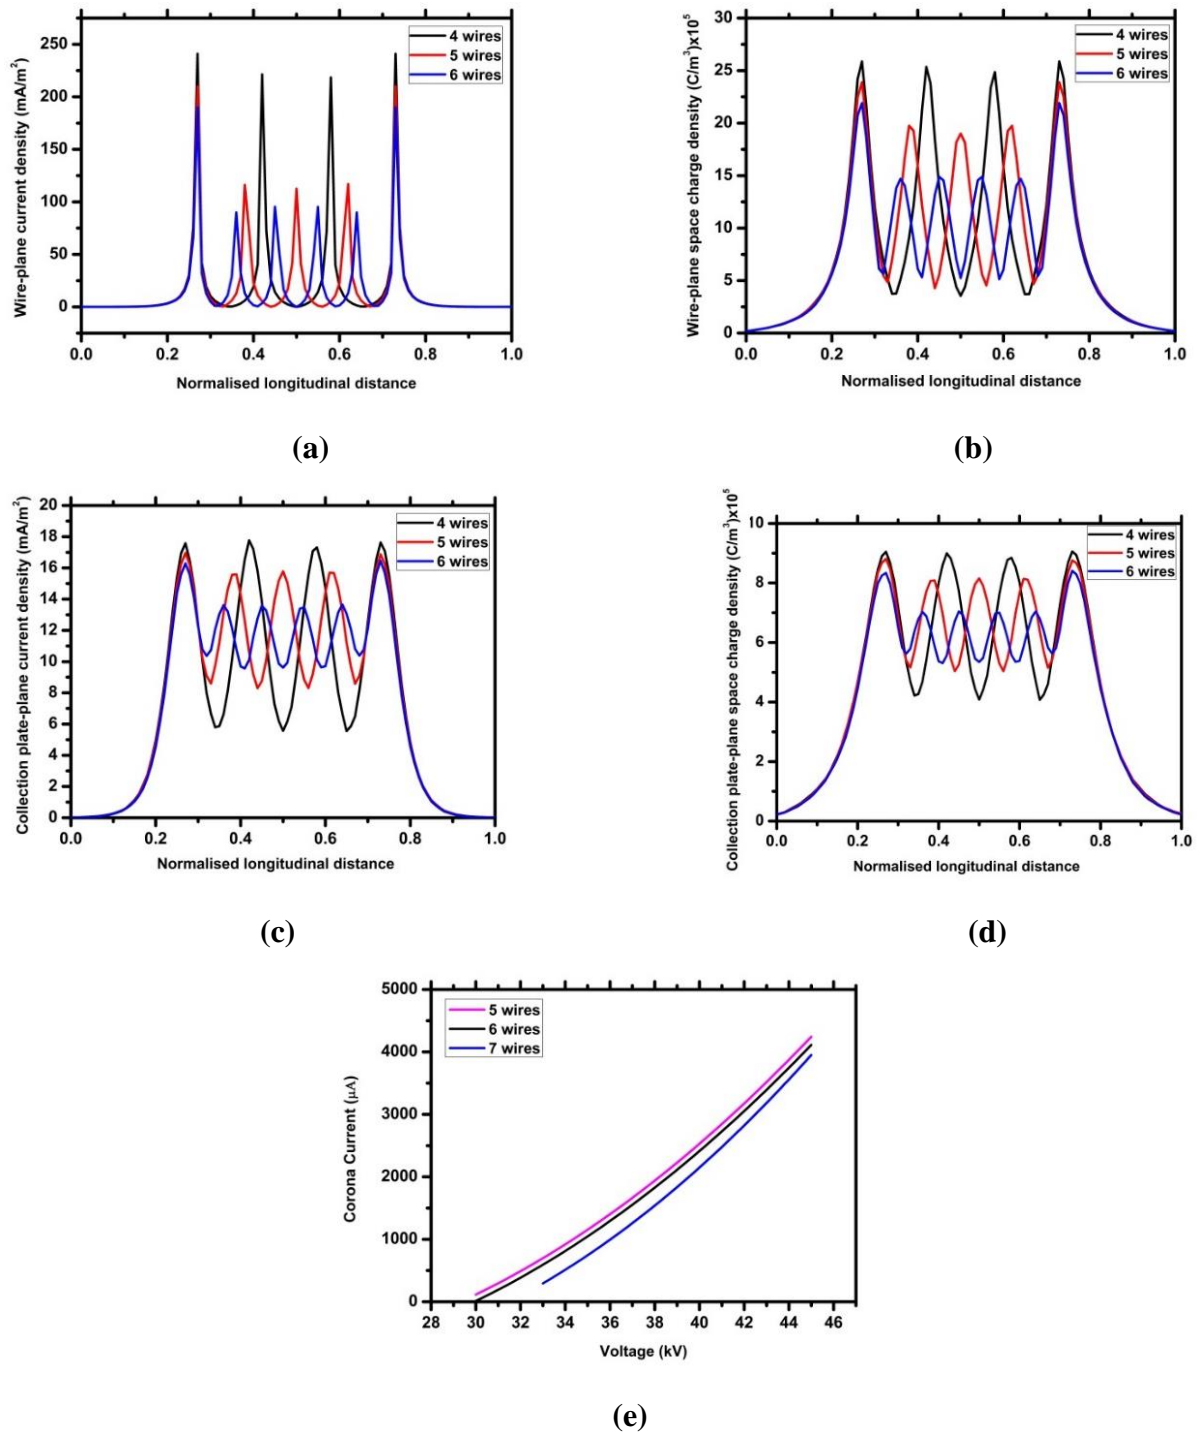 4 wires
5 wires
6 wires
Wire-plane current density (mA/m²)
250
200
150
100
50
0
0.0 0.2 0.4 0.6 0.8 1.0
Normalised longitudinal distance
(a)
4 wires
5 wires
6 wires
Wire-plane space charge density (C/m³)x10⁵
30
25
20
15
10
5
0
0.0 0.2 0.4 0.6 0.8 1.0
Normalised longitudinal distance
(b)
4 wires
5 wires
6 wires
Collection plate-plane current density (mA/m²)
20
18
16
14
12
10
8
6
4
2
0
0.0 0.2 0.4 0.6 0.8 1.0
Normalised longitudinal distance
(c)
4 wires
5 wires
6 wires
Collection plate-plane space charge density (C/m³)x10⁵
10
8
6
4
2
0
0.0 0.2 0.4 0.6 0.8 1.0
Normalised longitudinal distance
(d)
5 wires
6 wires
7 wires
Corona Current (µA)
5000
4000
3000
2000
1000
0
28 30 32 34 36 38 40 42 44 46
Voltage (kV)
(e)